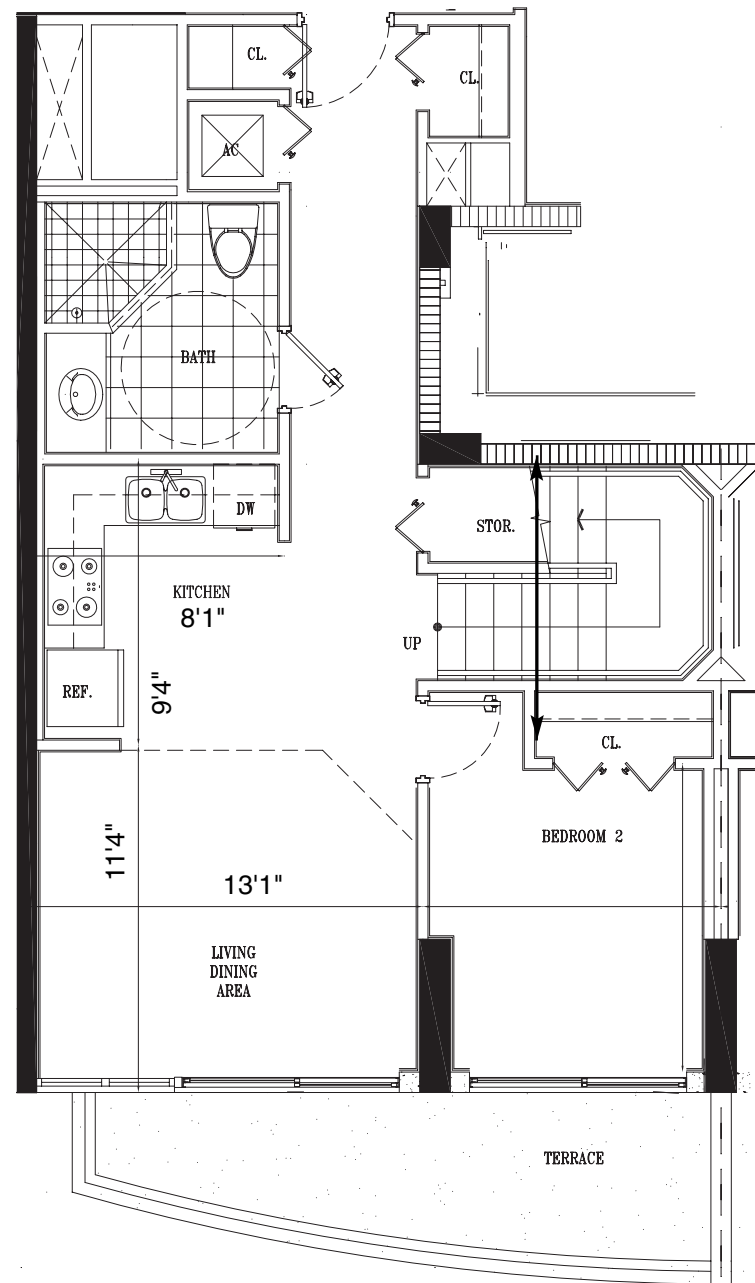 CL.
CL.
AC
BATH
DW
STOR.
KITCHEN
8'1"
UP
REF.
9'4"
CL.
11'4"
BEDROOM 2
13'1"
LIVING
DINING
AREA
TERRACE